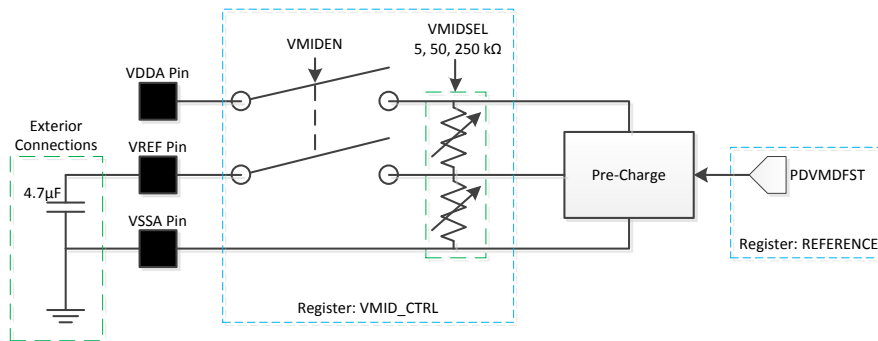 VMIDEN
VMIDSEL
5, 50, 250 kΩ
VDDA Pin
Exterior
Connections
VREF Pin
4.7µF
Pre-Charge
PDVMDFST
VSSA Pin
Register: REFERENCE
Register: VMID_CTRL